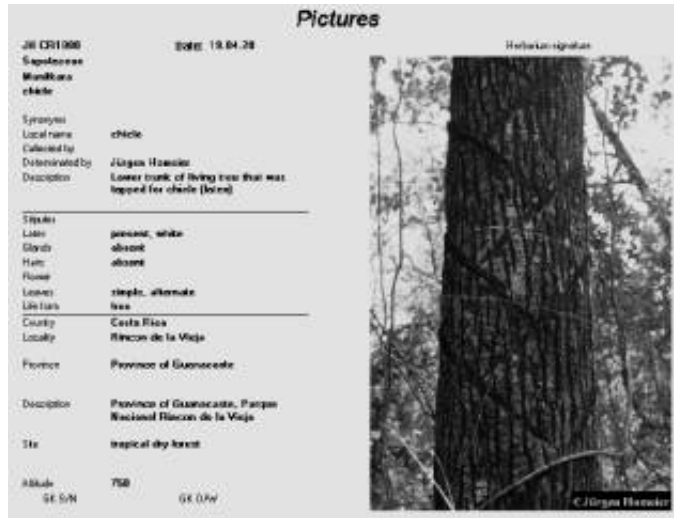 Pictures
JH CR1000 Date: 19.04.20 Herbarium signature
Sapotaceae
Manilkara
chicle
Synonyms
Local name chicle
Collected by
Determinated by Jürgen Homeier
Description Lower trunk of living tree that was
tapped for chicle (latex)
Stipules
Latex present, white
Glands absent
Hairs absent
Flower
Leaves simple, alternate
Life form tree
Country Costa Rica
Locality Rincon de la Vieja
Province Province of Guanacaste
Description Province of Guanacaste, Parque
Nacional Rincon de la Vieja
Site tropical dry forest
Altitude 750
GK S/N GK O/W
©Jürgen Homeier